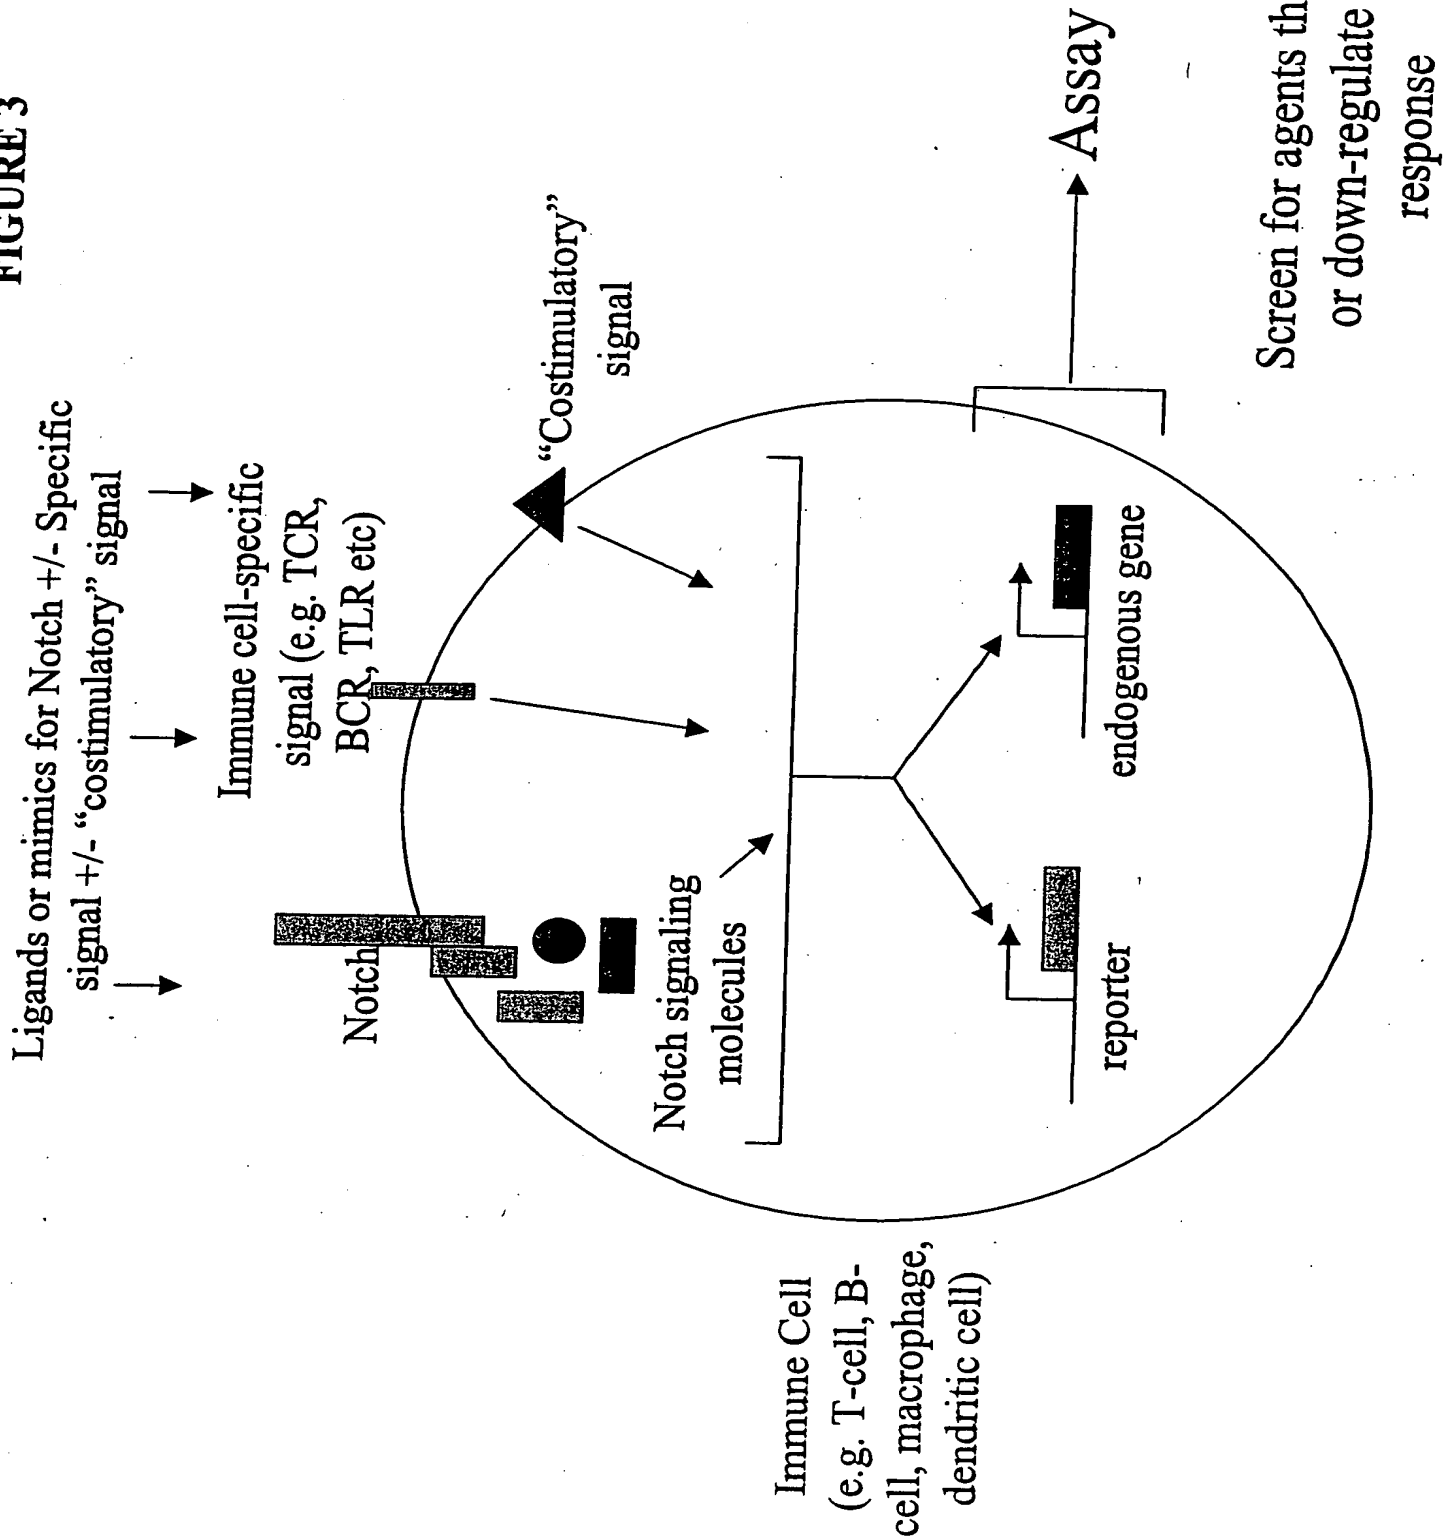 FIGURE 3
Ligands or mimics for Notch +/- Specific
signal +/- “costimulatory” signal
Immune cell-specific
signal (e.g. TCR,
BCR, TLR etc)
Notch
“Costimulatory”
signal
Notch signaling
molecules
Immune Cell
(e.g. T-cell, B-
cell, macrophage,
dendritic cell)
reporter
endogenous gene
Assay
Screen for agents
or down-regulate
response